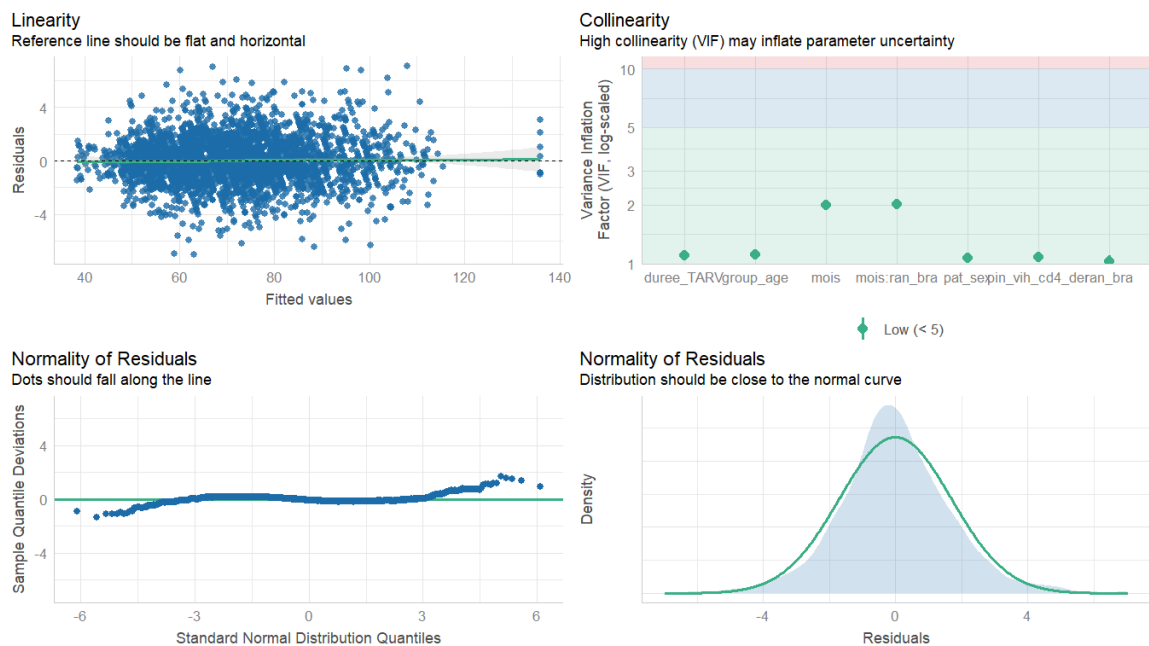 Linearity
Reference line should be flat and horizontal
Residuals
4
0
-4
40
60
80
100
120
140
Fitted values
Collinearity
High collinearity (VIF) may inflate parameter uncertainty
Variance Inflation
Factor (VIF, log-scaled)
10
5
3
2
1
duree_TARV
group_age
mois
mois:ran_bra
ran_bra
Low (< 5)
Normality of Residuals
Dots should fall along the line
Sample Quantile Deviations
4
0
-4
-6
-3
0
3
6
Standard Normal Distribution Quantiles
Normality of Residuals
Distribution should be close to the normal curve
Density
-4
0
4
Residuals